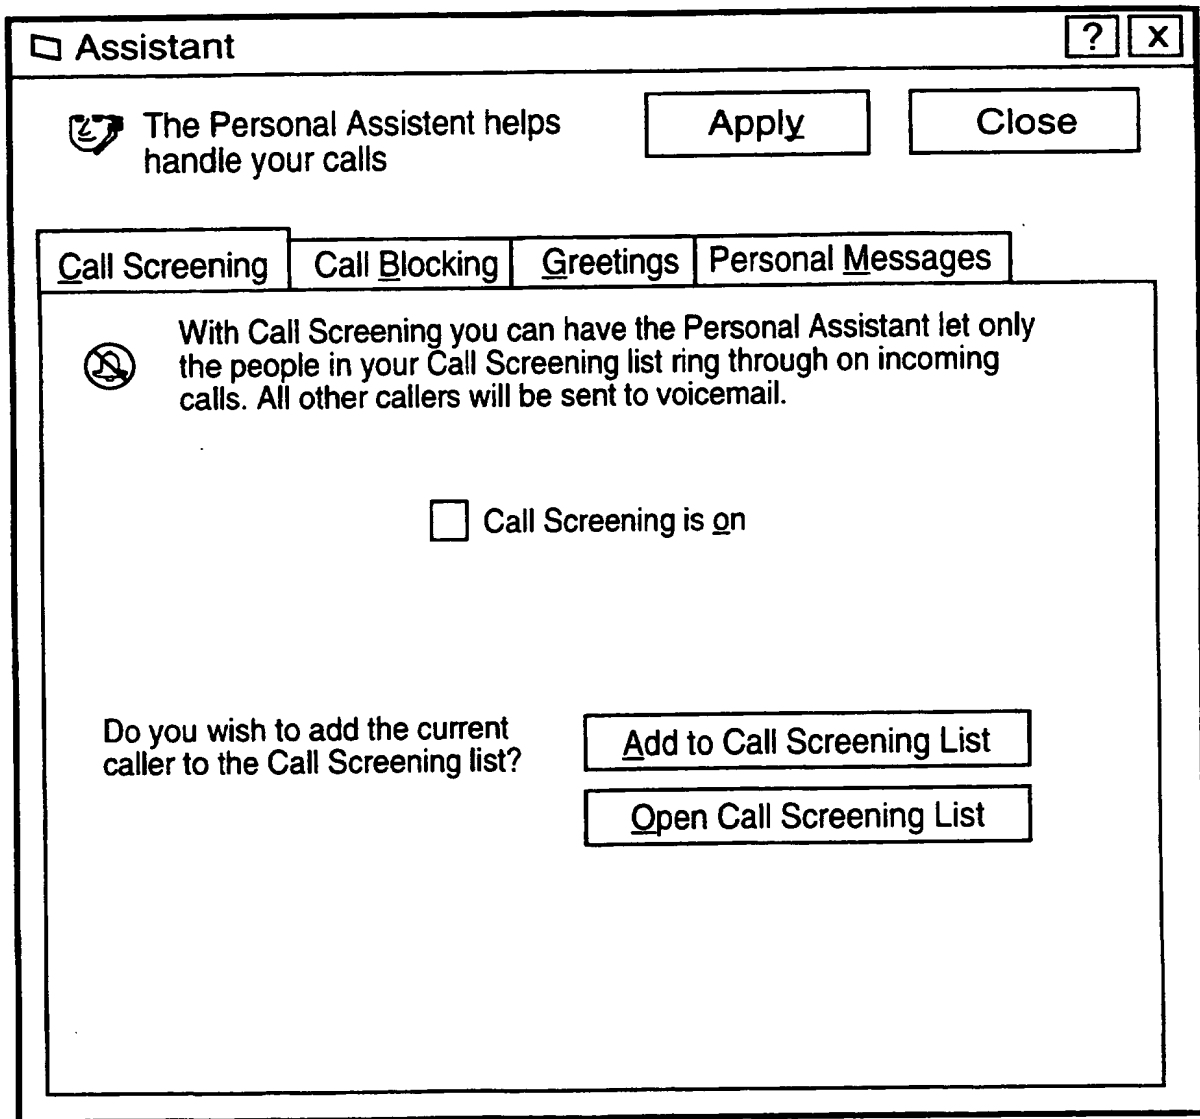 Assistant ? X
The Personal Assistent helps
handle your calls
Apply Close
Call Screening Call Blocking Greetings Personal Messages
With Call Screening you can have the Personal Assistant let only
the people in your Call Screening list ring through on incoming
calls. All other callers will be sent to voicemail.
Call Screening is on
Do you wish to add the current
caller to the Call Screening list?
Add to Call Screening List
Open Call Screening List